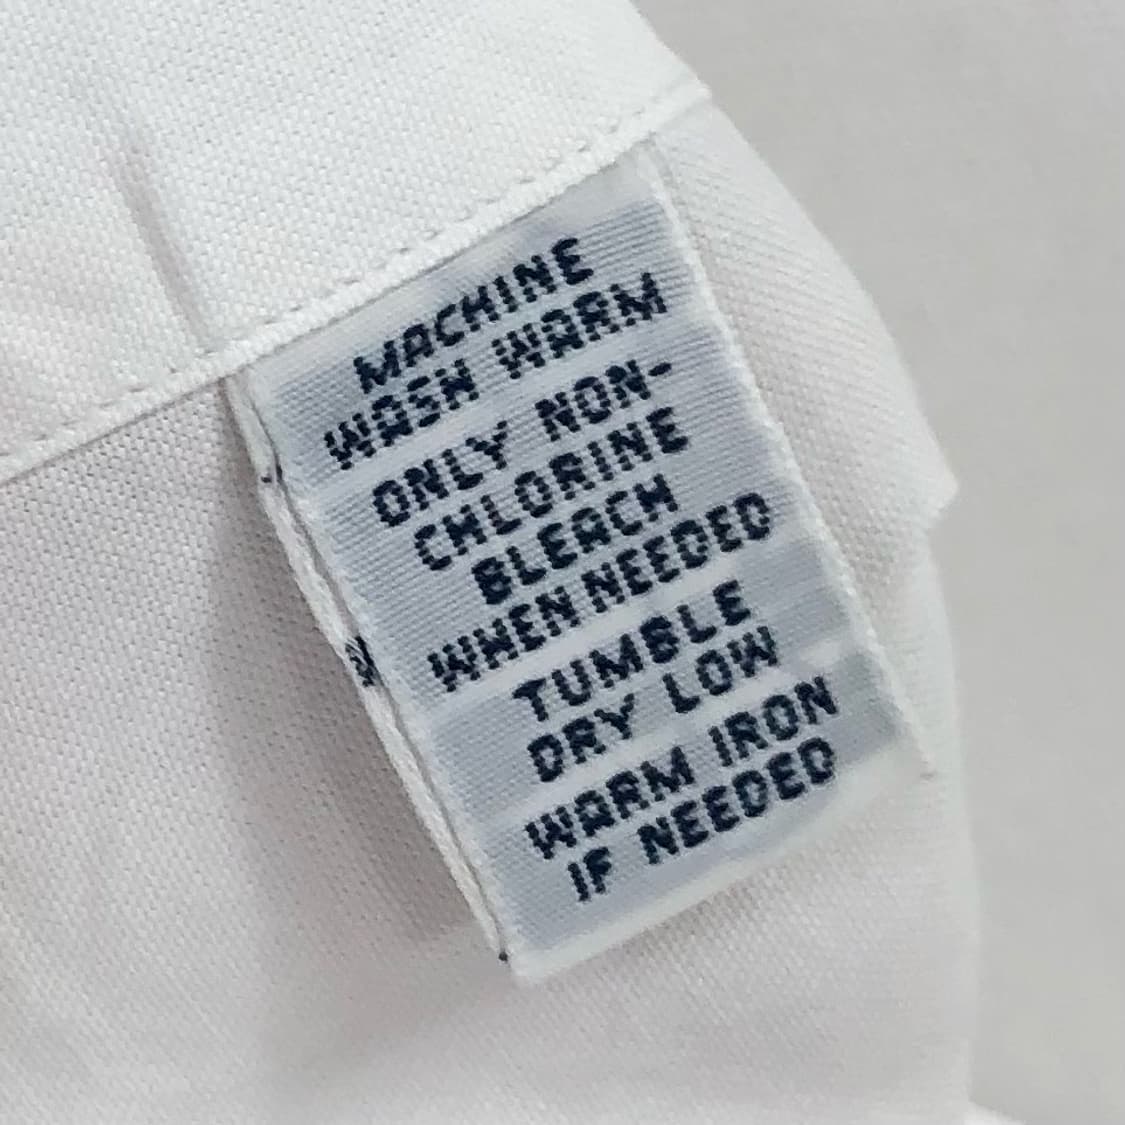 MACHINE
WASH WARM
ONLY NON-
CHLORINE
BLEACH
WHEN NEEDED
TUMBLE
DRY LOW
WARM IRON
IF NEEDED